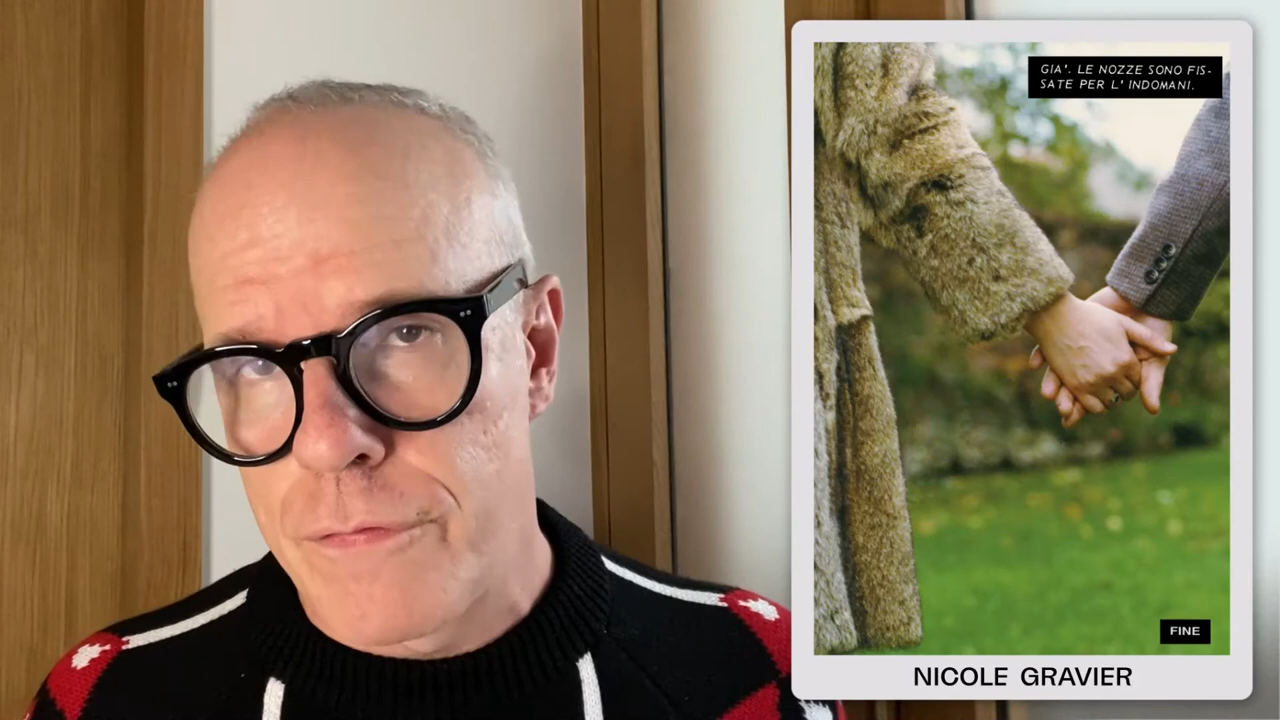 GIA'. LE NOZZE SONO FIS-
SATE PER L'INDOMANI.
FINE
NICOLE GRAVIER